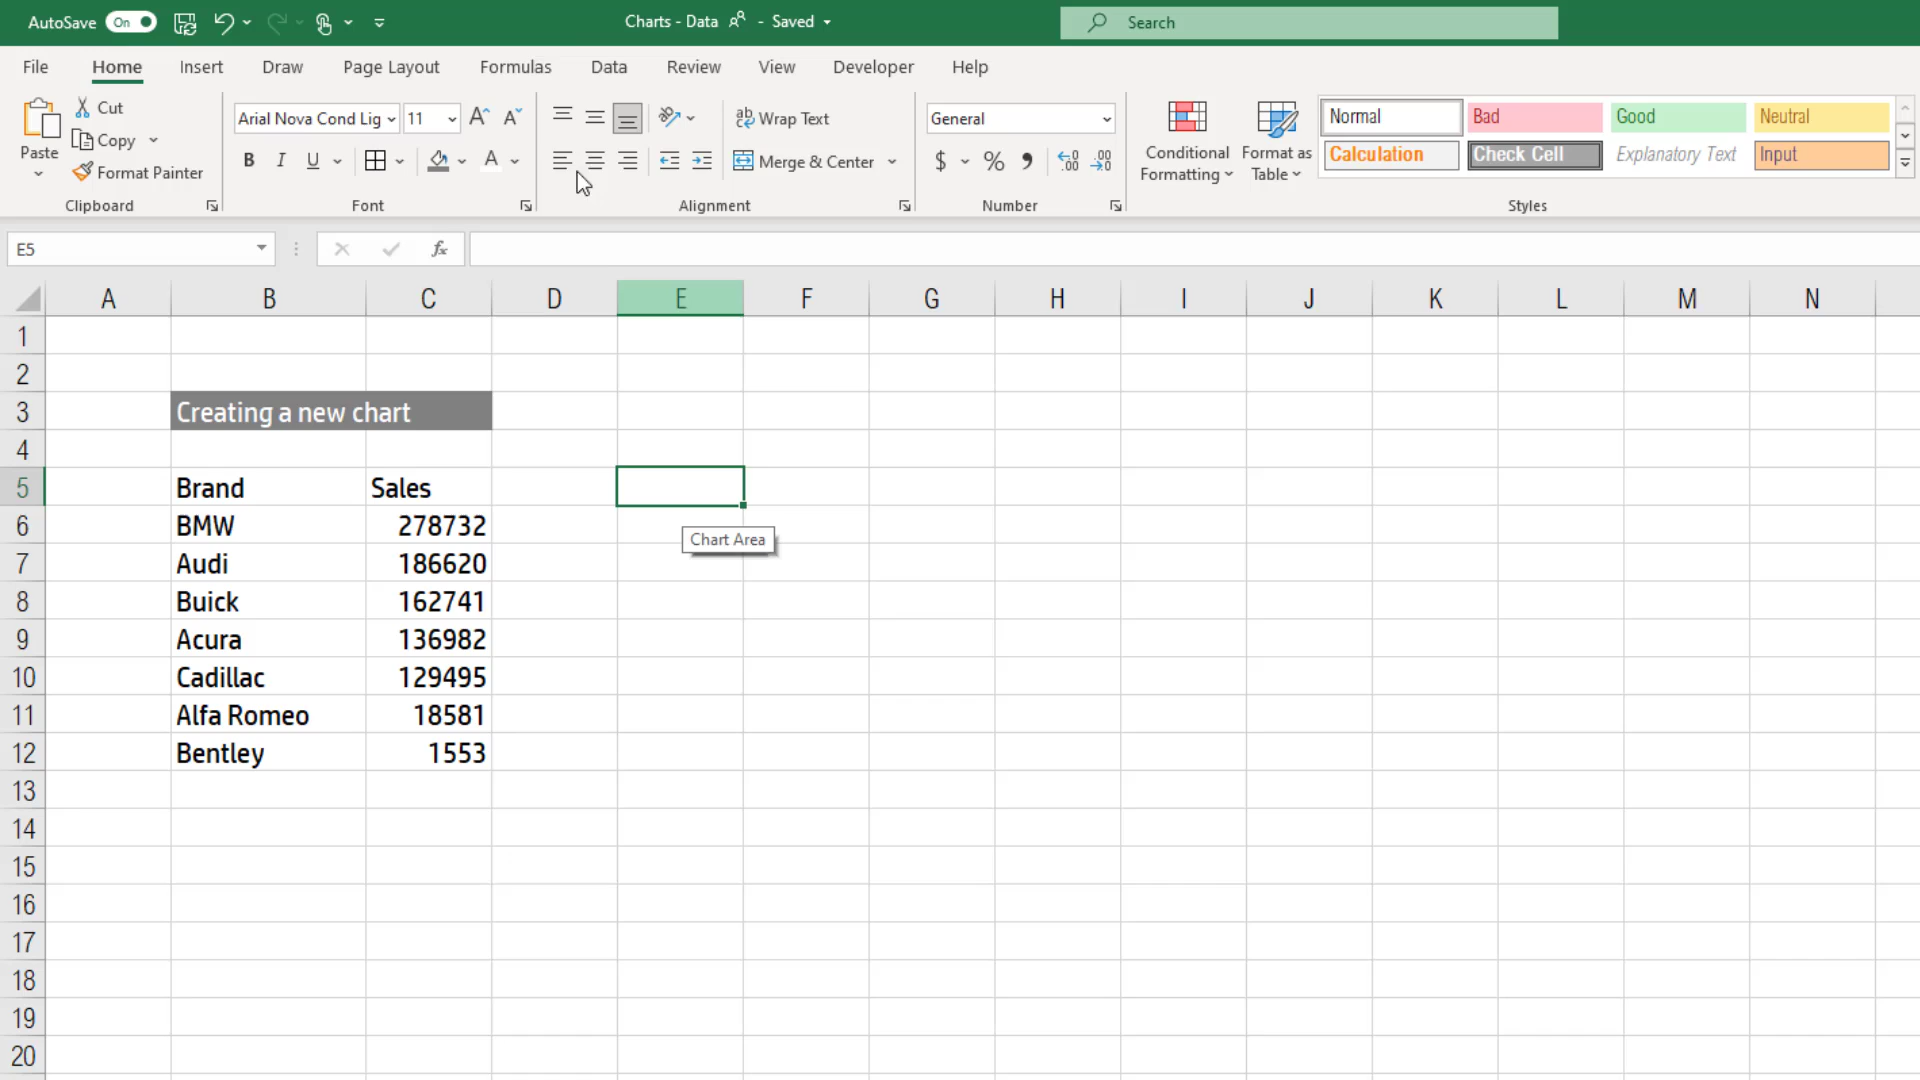 AutoSave On Charts - Data - Saved Search
File Home Insert Draw Page Layout Formulas Data Review View Developer Help
Paste Cut Copy Format Painter Clipboard
Arial Nova Cond Lig 11 B I U A Font
ab Wrap Text Merge & Center Alignment
General $ % Number
Conditional Formatting
Format as Table
Normal Bad Good Neutral
Calculation Check Cell Explanatory Text Input
Styles
E5 fx
A B C D E F G H I J K L M N
1
2
3 Creating a new chart
4
5 Brand Sales
6 BMW 278732
Chart Area
7 Audi 186620
8 Buick 162741
9 Acura 136982
10 Cadillac 129495
11 Alfa Romeo 18581
12 Bentley 1553
13
14
15
16
17
18
19
20